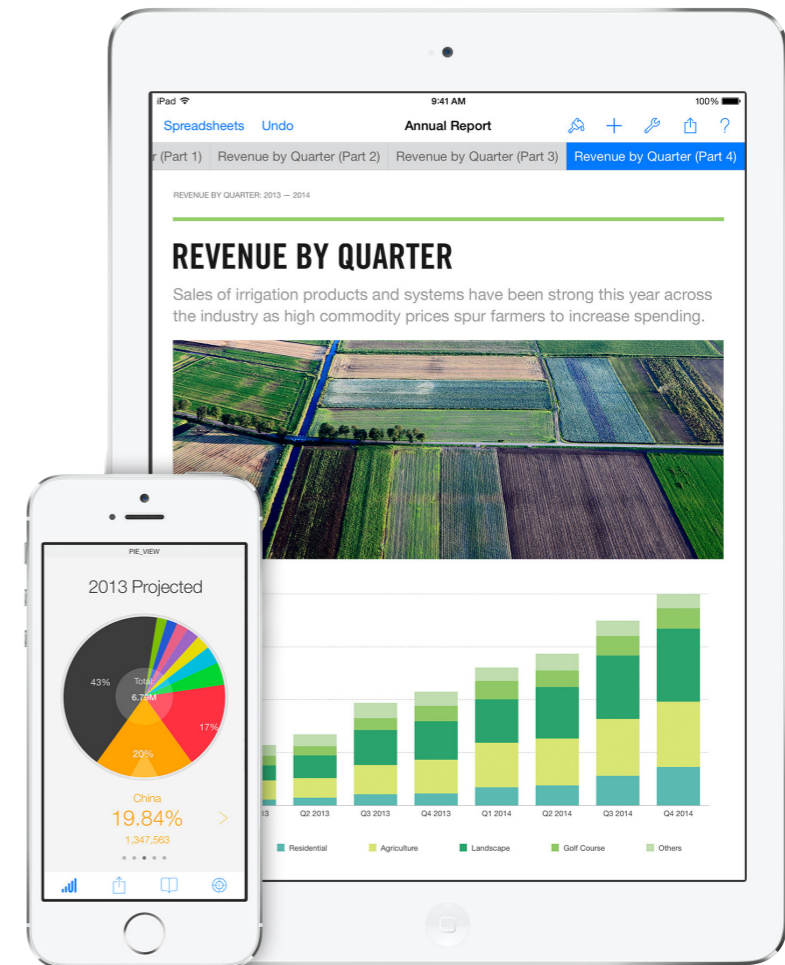 iPad
9:41 AM
100%
Spreadsheets
Undo
Annual Report
r (Part 1)
Revenue by Quarter (Part 2)
Revenue by Quarter (Part 3)
Revenue by Quarter (Part 4)
REVENUE BY QUARTER: 2013 — 2014
REVENUE BY QUARTER
Sales of irrigation products and systems have been strong this year across
the industry as high commodity prices spur farmers to increase spending.
13
Q2 2013
Q3 2013
Q4 2013
Q1 2014
Q2 2014
Q3 2014
Q4 2014
Residential
Agriculture
Landscape
Golf Course
Others
PIE_VIEW
2013 Projected
43%
Total:
6.79M
17%
20%
China
19.84%
1,347,563